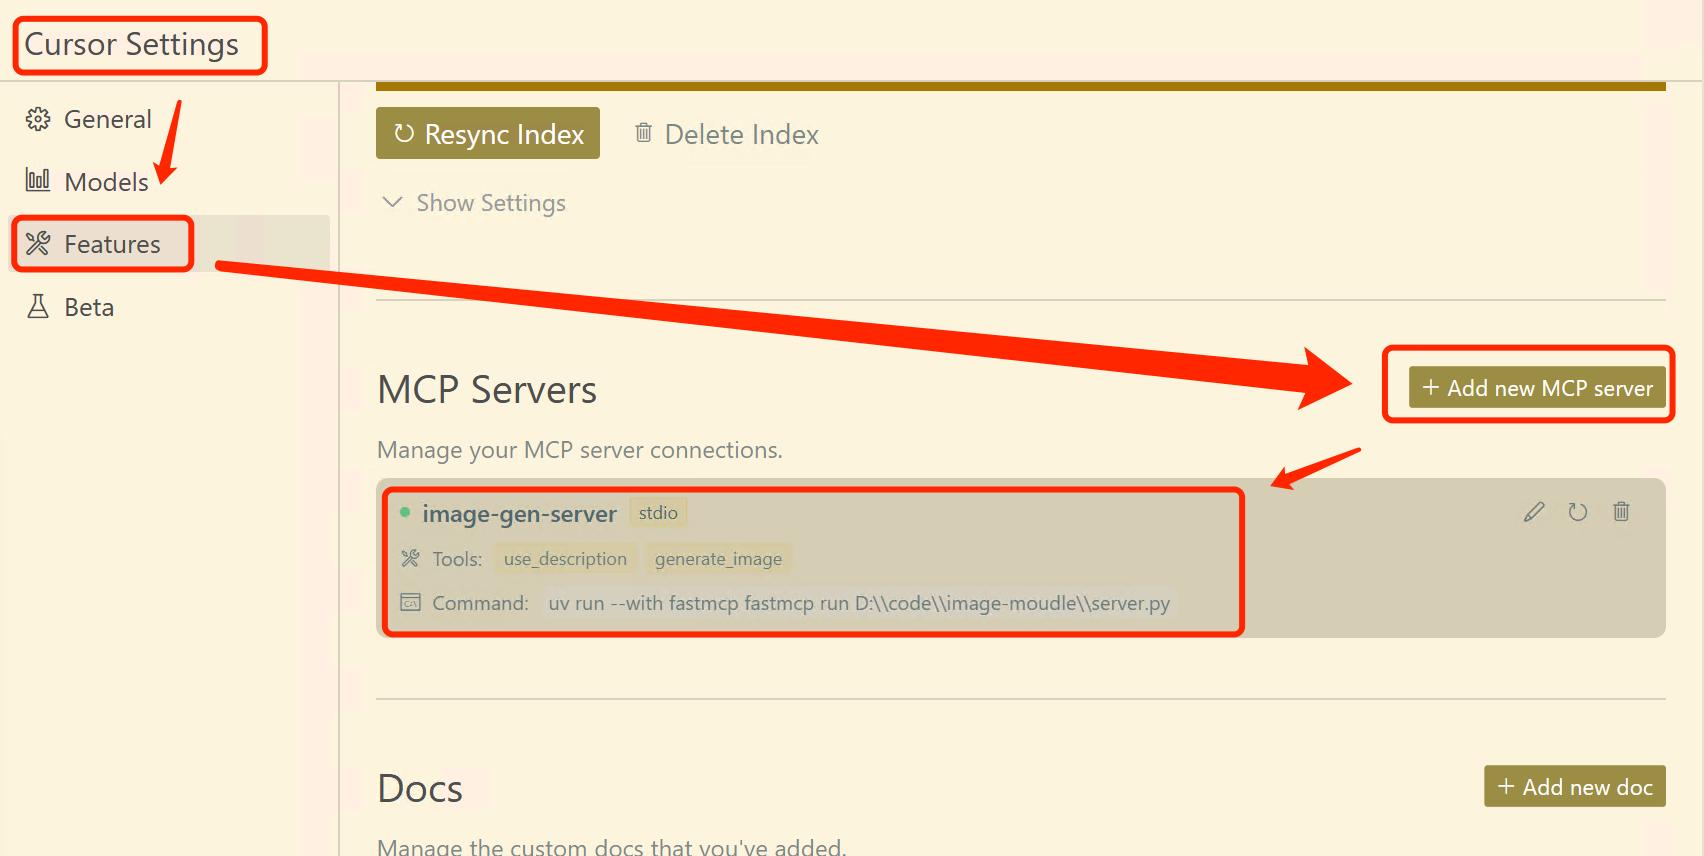 Cursor Settings
General
Models
Features
Beta
Resync Index
Delete Index
Show Settings
MCP Servers
+ Add new MCP server
Manage your MCP server connections.
image-gen-server stdio
Tools: use_description generate_image
Command: uv run --with fastmcp fastmcp run D:\\code\\image-moudle\\server.py
Docs
+ Add new doc
Manage the custom docs that you've added.